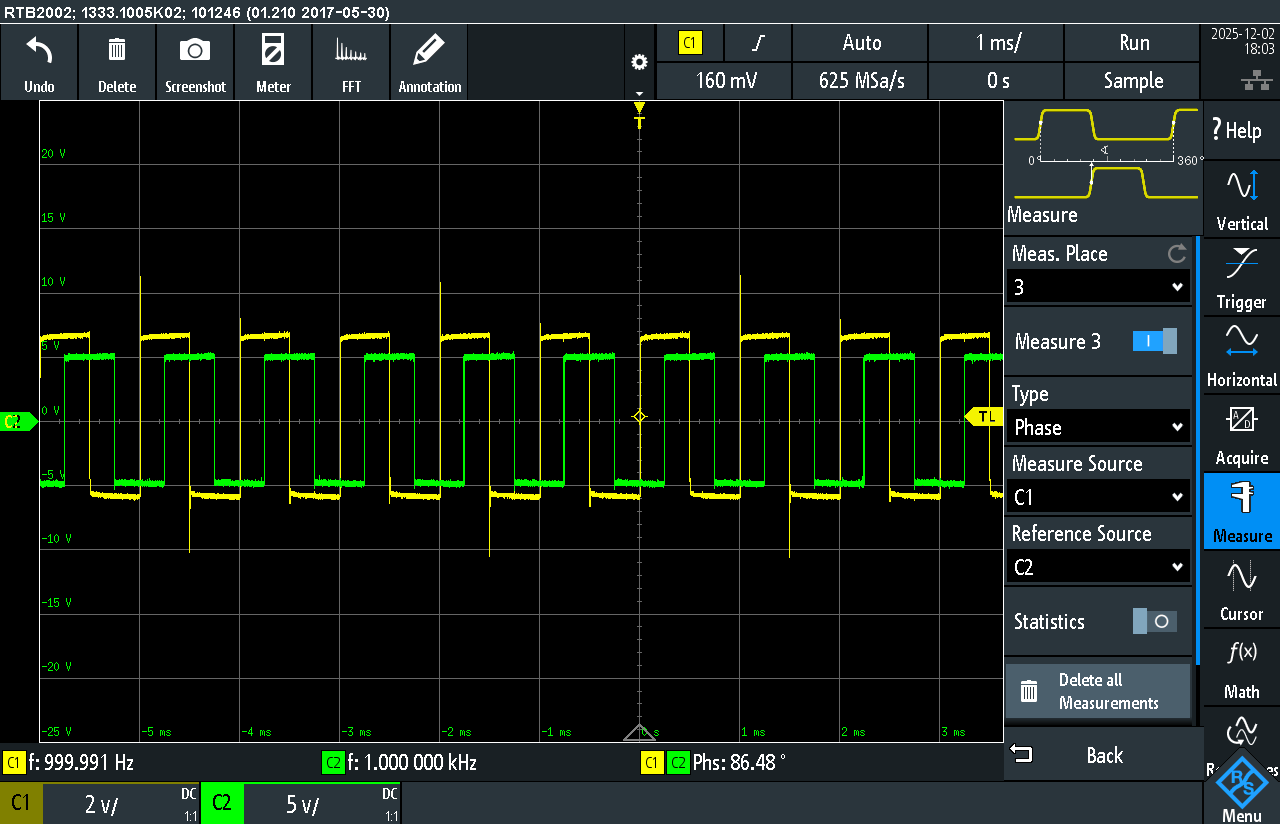 RTB2002; 1333.1005K02; 101246 (01.210 2017-05-30)
Undo
Delete
Screenshot
Meter
FFT
Annotation
C1
Auto
1 ms/
Run
160 mV
625 MSa/s
0 s
Sample
2025-12-02
18:03
T
20 V
15 V
10 V
5 V
0 V
-5 V
-10 V
-15 V
-20 V
-25 V
C2
TL
-5 ms
-4 ms
-3 ms
-2 ms
-1 ms
0 s
1 ms
2 ms
3 ms
0°
360°
Measure
Meas. Place
3
Measure 3
Type
Phase
Measure Source
C1
Reference Source
C2
Statistics
Delete all
Measurements
Back
? Help
Vertical
Trigger
Horizontal
A/D
Acquire
Measure
Cursor
f(x)
Math
R&S
Menu
C1 f: 999.991 Hz
C2 f: 1.000 000 kHz
C1 C2 Phs: 86.48 °
C1
2 V/
DC
1:1
C2
5 V/
DC
1:1